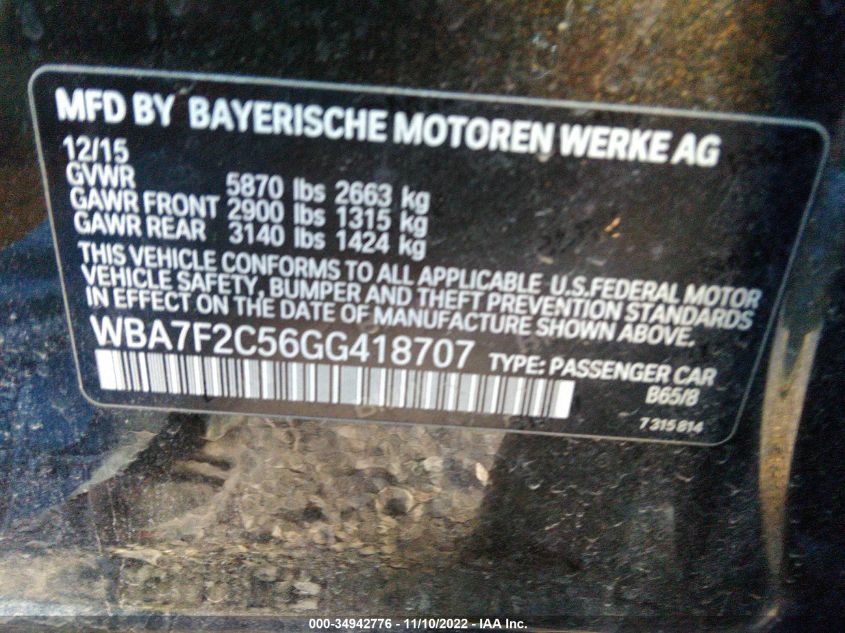 MFD BY BAYERISCHE MOTOREN WERKE AG
12/15
GVWR 5870 lbs 2663 kg
GAWR FRONT 2900 lbs 1315 kg
GAWR REAR 3140 lbs 1424 kg
THIS VEHICLE CONFORMS TO ALL APPLICABLE U.S.FEDERAL MOTOR
VEHICLE SAFETY, BUMPER AND THEFT PREVENTION STANDARDS
IN EFFECT ON THE DATE OF MANUFACTURE SHOWN ABOVE.
WBA7F2C56GG418707 TYPE: PASSENGER CAR
B65/8
7 315 814
000-34942776 - 11/10/2022 - IAA Inc.